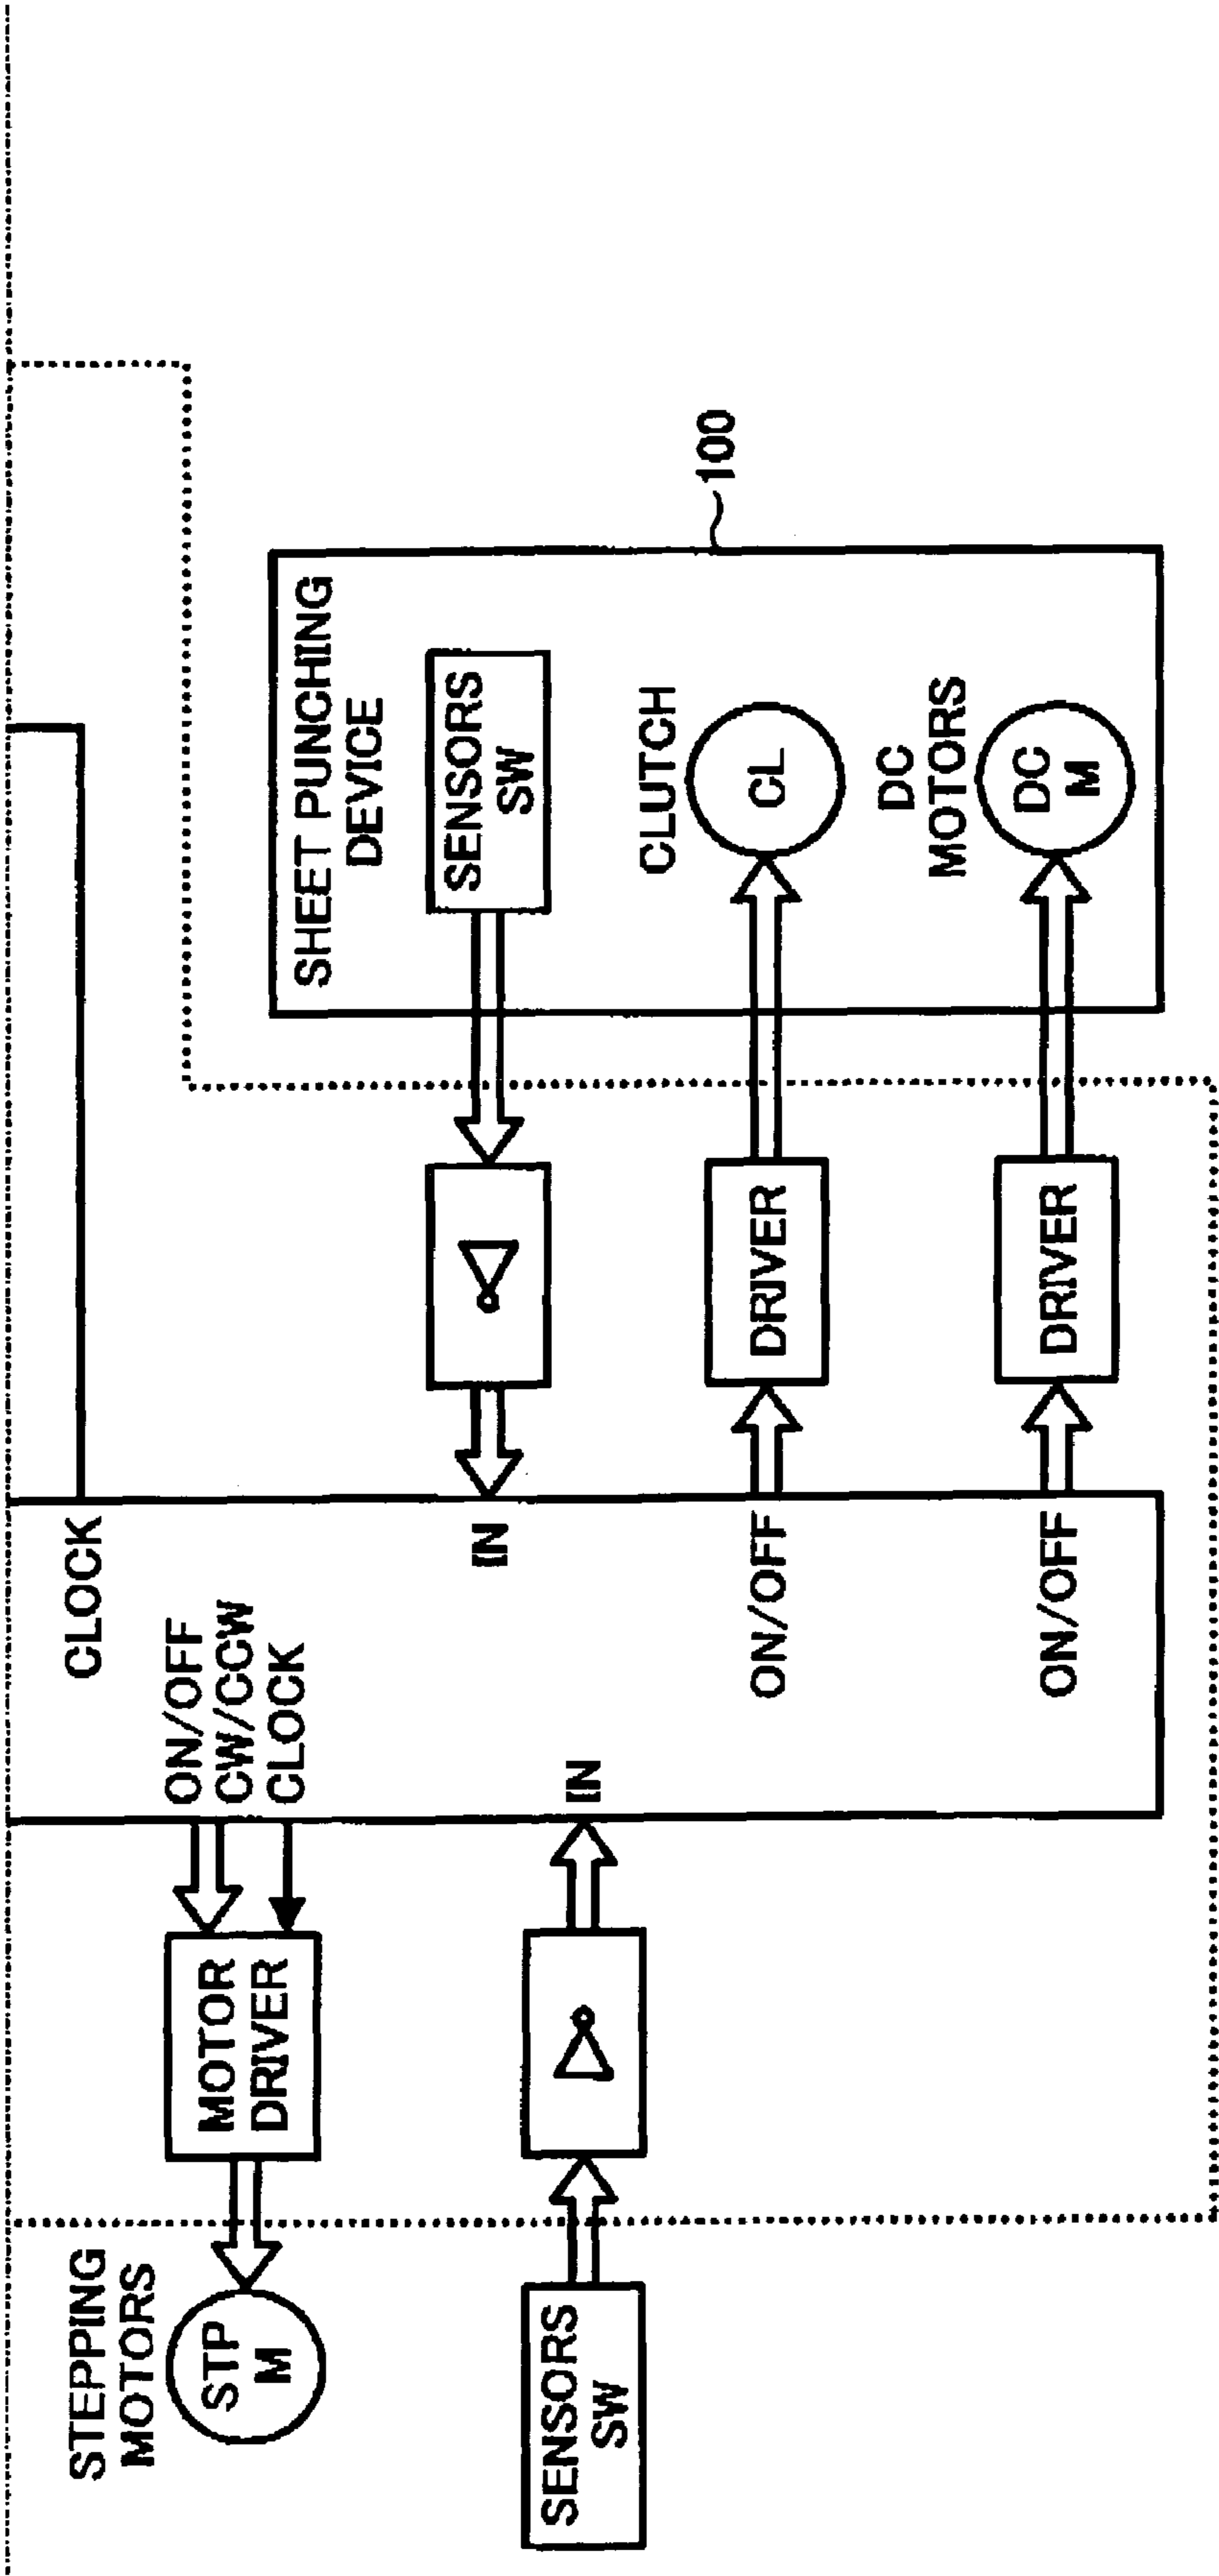 STEPPING
MOTORS
STP
M
MOTOR
DRIVER
ON/OFF
CW/CCW
CLOCK
CLOCK
SENSORS
SW
IN
IN
SHEET PUNCHING
DEVICE
SENSORS
SW
ON/OFF
DRIVER
CLUTCH
CL
ON/OFF
DRIVER
DC
MOTORS
DC
M
100